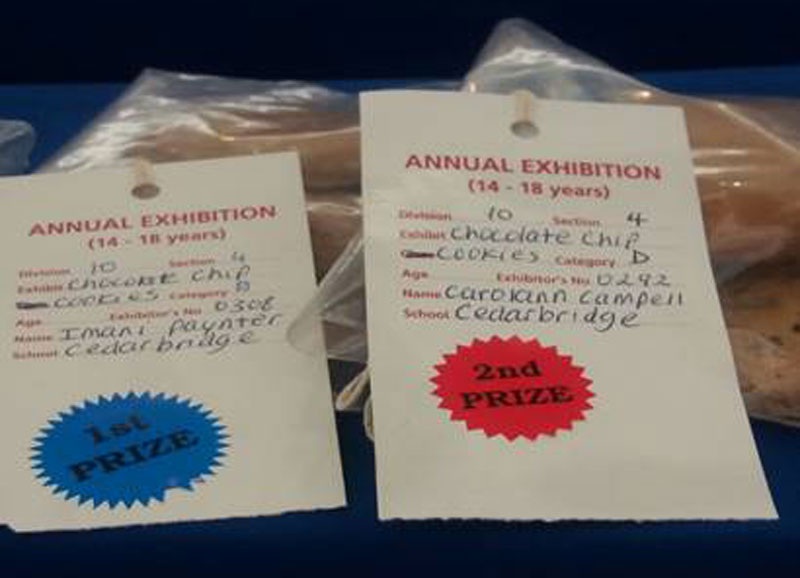 ANNUAL EXHIBITION
(14 - 18 years)
Division 10 Section 4
Exhibit Chocolate Chip
Cookies Category D
Age Exhibitor's No 0308
Name Imani Paynter
School Cedarbridge
1st
PRIZE
ANNUAL EXHIBITION
(14 - 18 years)
Division 10 Section 4
Exhibit Chocolate Chip
Cookies Category D
Age Exhibitor's No 0292
Name Carolann Campell
School Cedarbridge
2nd
PRIZE